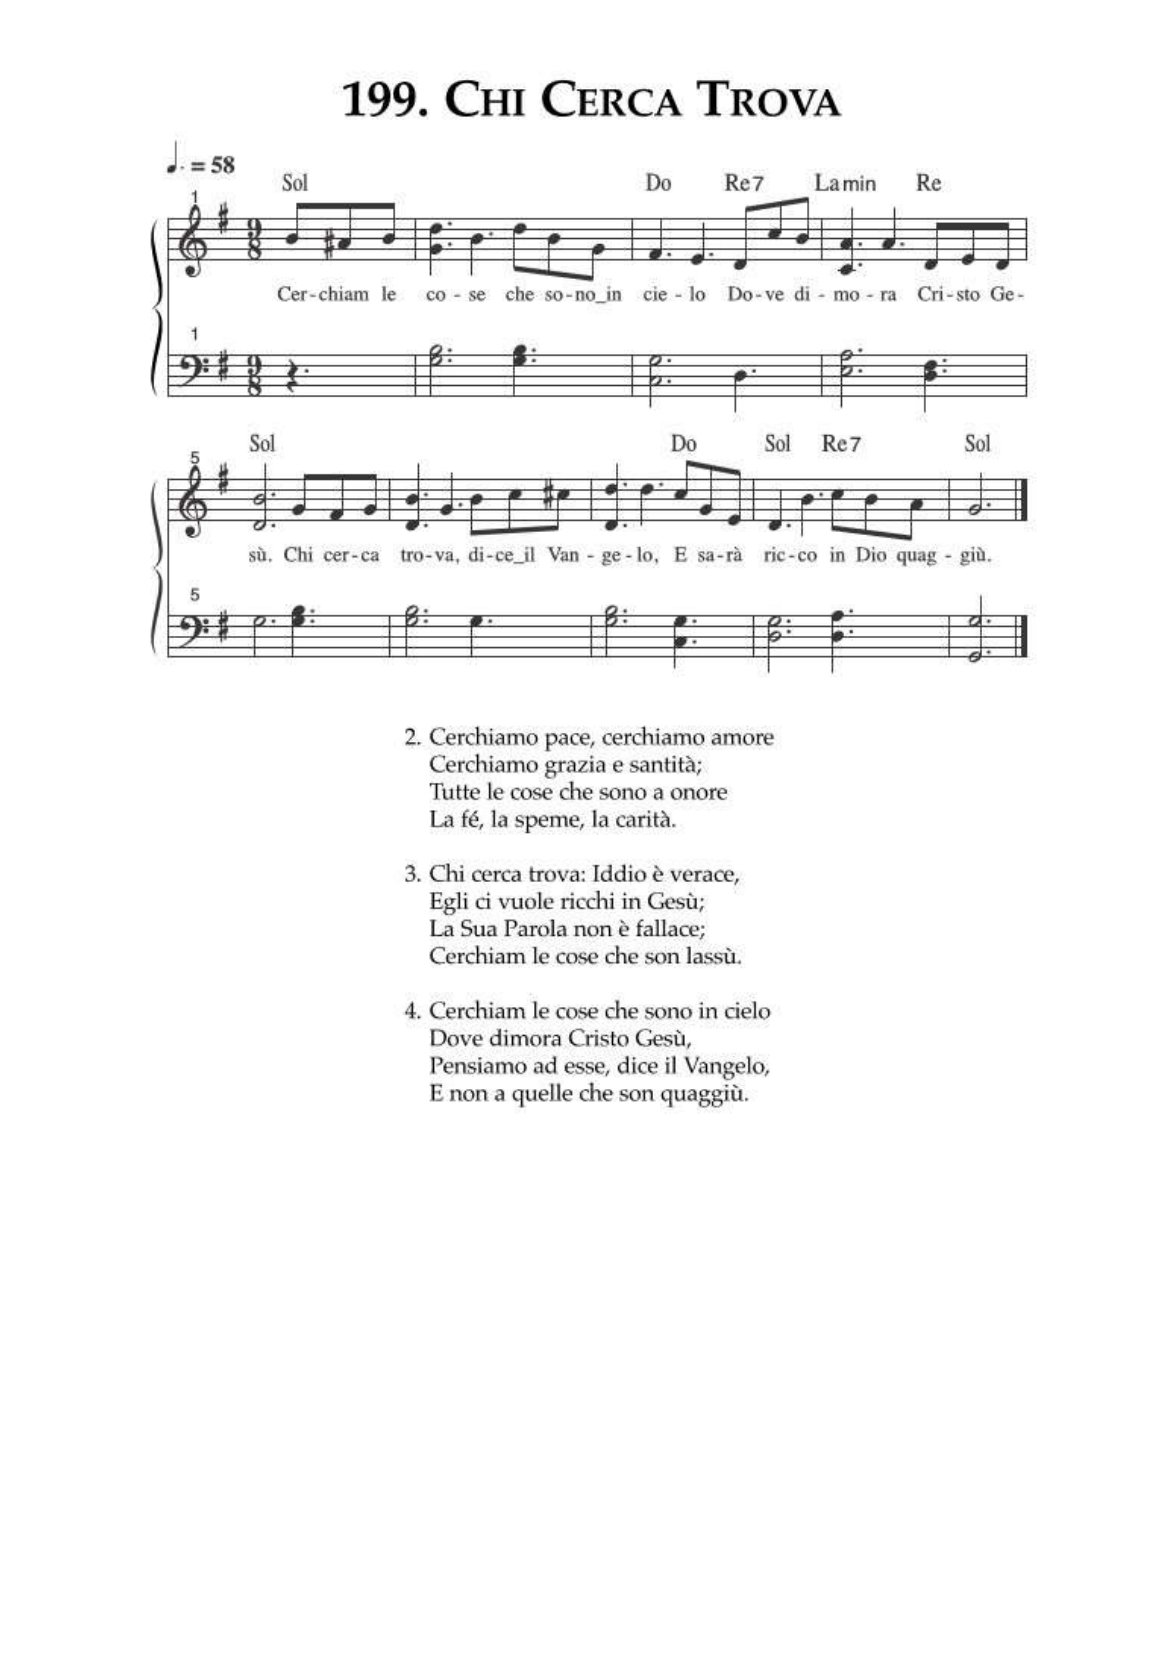 199. Chi Cerca Trova
♩. = 58
Sol Do Re7 Lamin Re
1
9 8
Cer-chiam le co-se che so-no_in cie-lo Do-ve di-mo-ra Cri-sto Ge-
1
9 8
Sol Do Sol Re7 Sol
5
sù. Chi cer-ca tro-va, di-ce_il Van-ge-lo, E sa-rà ric-co in Dio quag-giù.
5
2. Cerchiamo pace, cerchiamo amore
Cerchiamo grazia e santità;
Tutte le cose che sono a onore
La fé, la speme, la carità.
3. Chi cerca trova: Iddio è verace,
Egli ci vuole ricchi in Gesù;
La Sua Parola non è fallace;
Cerchiam le cose che son lassù.
4. Cerchiam le cose che sono in cielo
Dove dimora Cristo Gesù,
Pensiamo ad esse, dice il Vangelo,
E non a quelle che son quaggiù.